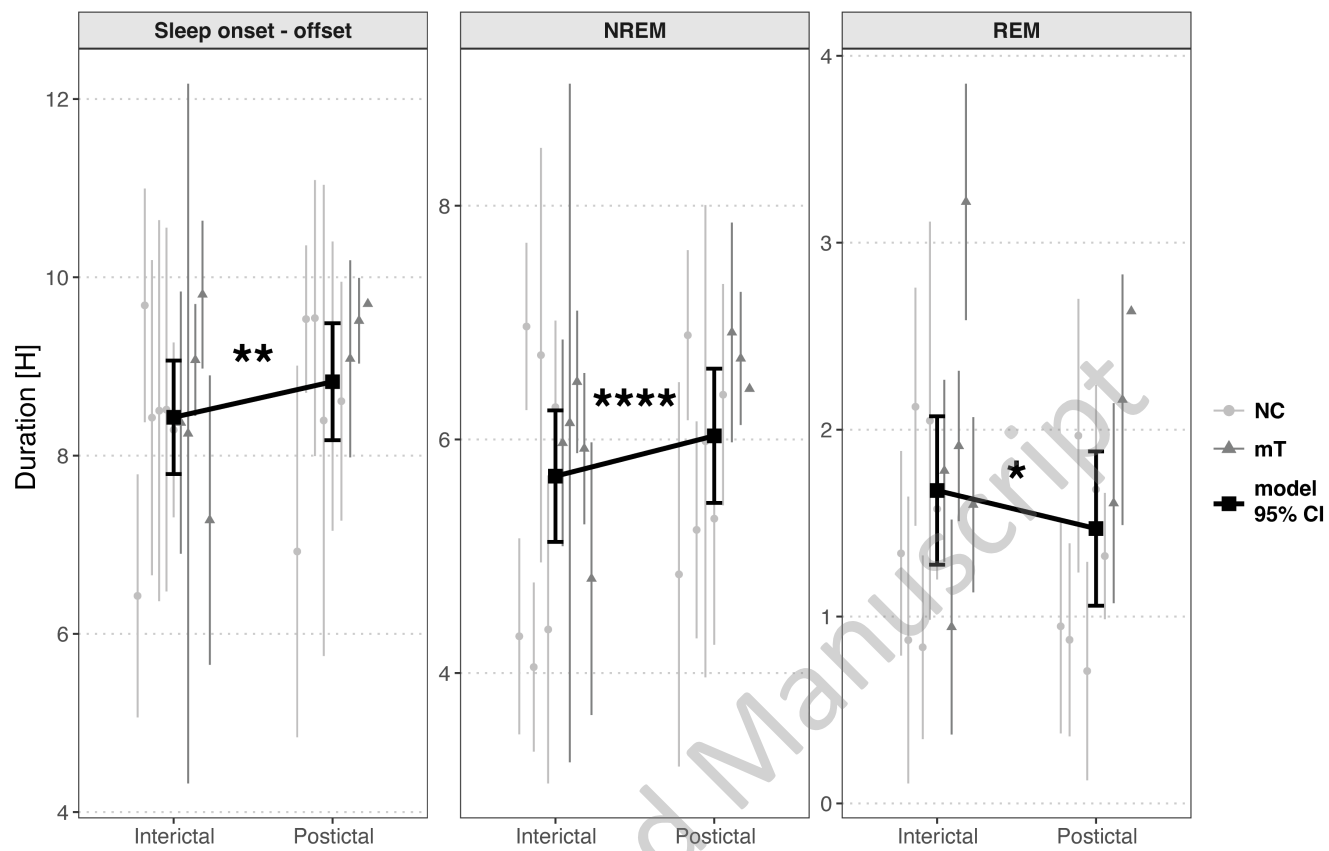 Sleep onset - offset
NREM
REM
Duration [H]
12
10
8
6
4
**
Interictal
Postictal
8
6
4
****
Interictal
Postictal
4
3
2
1
0
*
Interictal
Postictal
NC
mT
model
95% CI
d Manuscript